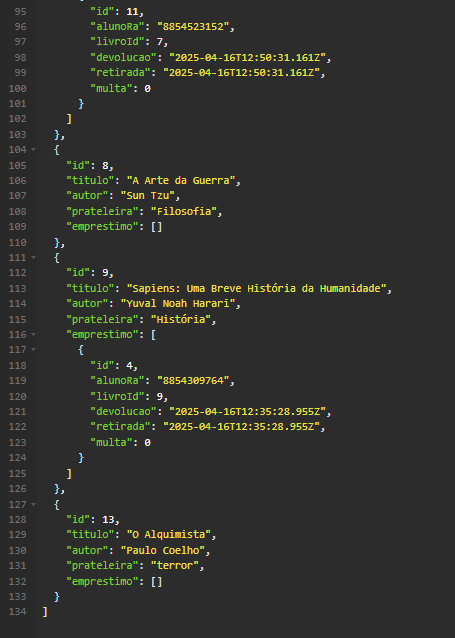 95 "id": 11,
96 "alunoRa": "8854523152",
97 "livroId": 7,
98 "devolucao": "2025-04-16T12:50:31.161Z",
99 "retirada": "2025-04-16T12:50:31.161Z",
100 "multa": 0
101 }
102 ]
103 },
104 {
105 "id": 8,
106 "titulo": "A Arte da Guerra",
107 "autor": "Sun Tzu",
108 "prateleira": "Filosofia",
109 "emprestimo": []
110 },
111 {
112 "id": 9,
113 "titulo": "Sapiens: Uma Breve História da Humanidade",
114 "autor": "Yuval Noah Harari",
115 "prateleira": "História",
116 "emprestimo": [
117 {
118 "id": 4,
119 "alunoRa": "8854309764",
120 "livroId": 9,
121 "devolucao": "2025-04-16T12:35:28.955Z",
122 "retirada": "2025-04-16T12:35:28.955Z",
123 "multa": 0
124 }
125 ]
126 },
127 {
128 "id": 13,
129 "titulo": "O Alquimista",
130 "autor": "Paulo Coelho",
131 "prateleira": "terror",
132 "emprestimo": []
133 }
134 ]